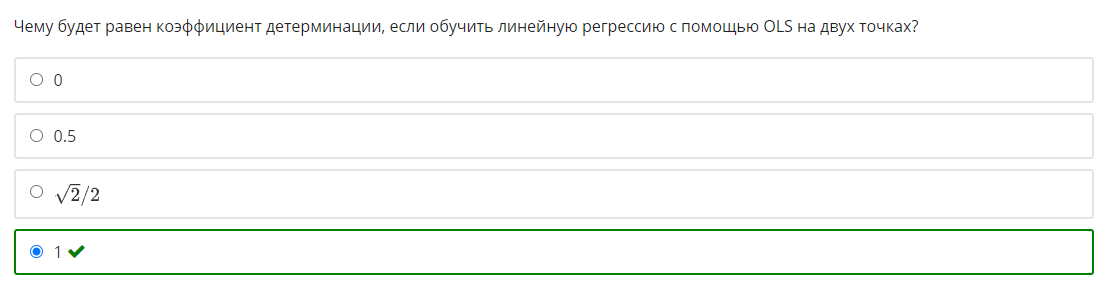 Чему будет равен коэффициент детерминации, если обучить линейную регрессию с помощью OLS на двух точках?
0
0.5
√2/2
1